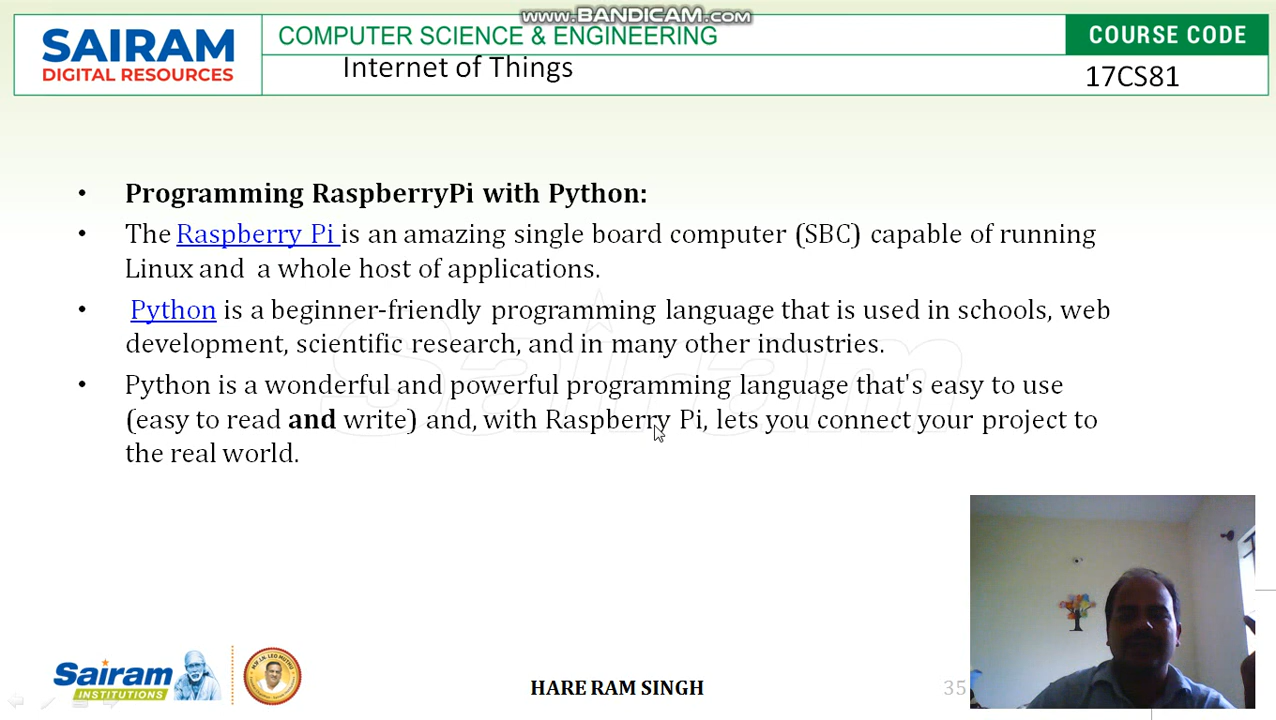 www.BANDICAM.com
SAIRAM
DIGITAL RESOURCES
COMPUTER SCIENCE & ENGINEERING
COURSE CODE
Internet of Things
17CS81
• Programming RaspberryPi with Python:
• The Raspberry Pi is an amazing single board computer (SBC) capable of running
Linux and a whole host of applications.
• Python is a beginner-friendly programming language that is used in schools, web
development, scientific research, and in many other industries.
• Python is a wonderful and powerful programming language that's easy to use
(easy to read and write) and, with Raspberry Pi, lets you connect your project to
the real world.
Sairam
Sairam
INSTITUTIONS
HARE RAM SINGH
35